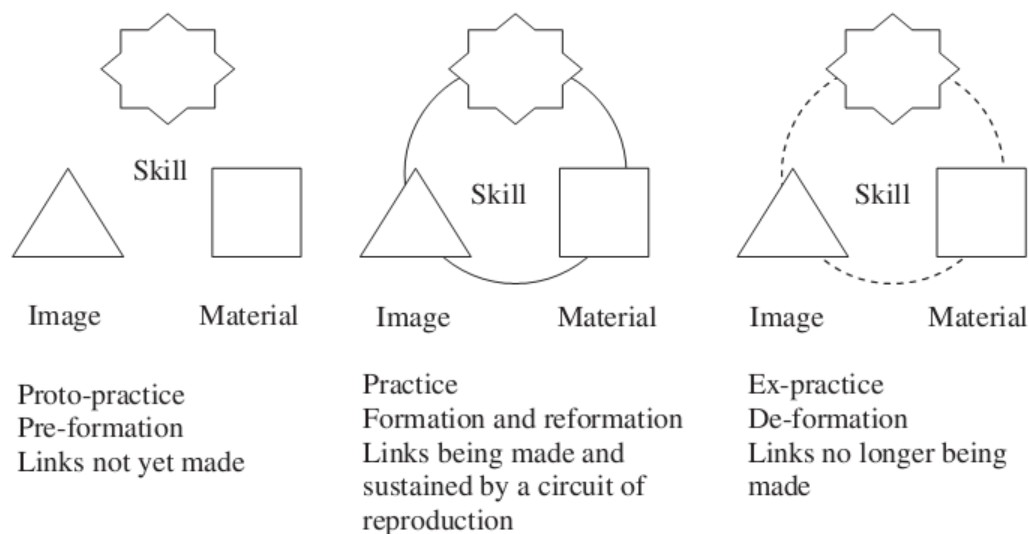 Skill
Image
Material
Proto-practice
Pre-formation
Links not yet made
Skill
Image
Material
Practice
Formation and reformation
Links being made and
sustained by a circuit of
reproduction
Skill
Image
Material
Ex-practice
De-formation
Links no longer being
made